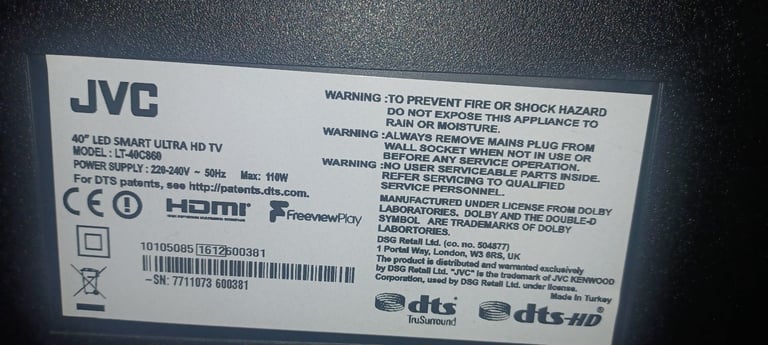 JVC
40" LED SMART ULTRA HD TV
MODEL : LT-40C860
POWER SUPPLY : 220-240V ~ 50Hz Max: 110W
For DTS patents, see http://patents.dts.com.
CE
HDMI
FreeviewPlay
10105085 1612600381
-SN: 7711073 600381
WARNING :TO PREVENT FIRE OR SHOCK HAZARD
DO NOT EXPOSE THIS APPLIANCE TO
RAIN OR MOISTURE.
WARNING :ALWAYS REMOVE MAINS PLUG FROM
WALL SOCKET WHEN NOT IN USE OR
BEFORE ANY SERVICE OPERATION.
WARNING :NO USER SERVICEABLE PARTS INSIDE.
REFER SERVICING TO QUALIFIED
SERVICE PERSONNEL.
MANUFACTURED UNDER LICENSE FROM DOLBY
LABORATORIES. DOLBY AND THE DOUBLE-D
SYMBOL ARE TRADEMARKS OF DOLBY
LABORTORIES.
DSG Retail Ltd. (co. no. 504877)
1 Portal Way, London, W3 6RS, UK
The product is distributed and warranted exclusively
by DSG Retail Ltd. "JVC" is the trademark of JVC KENWOOD
Corporation, used by DSG Retail Ltd. under license.
Made in Turkey
dts
TruSurround
dts-HD